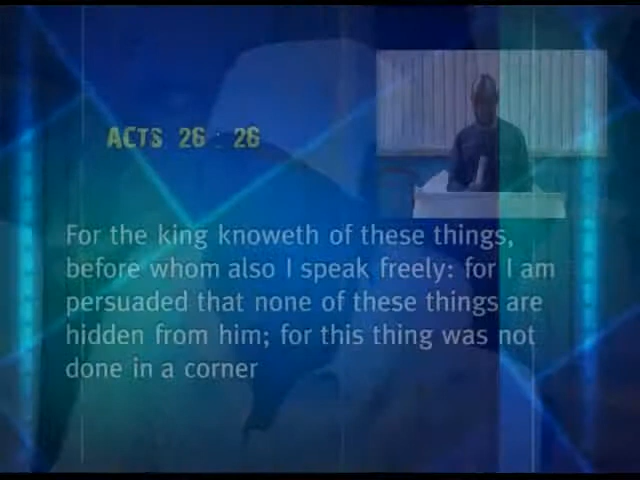 ACTS 26 : 26
For the king knoweth of these things,
before whom also I speak freely: for I am
persuaded that none of these things are
hidden from him; for this thing was not
done in a corner